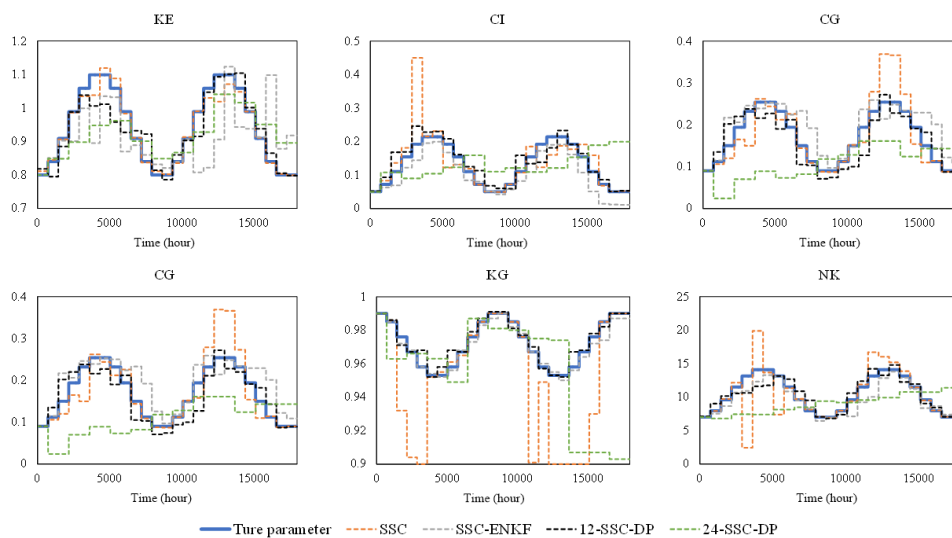 KE
CI
CG
1.2
1.1
1
0.9
0.8
0.7
0 5000 10000 15000
Time (hour)
0.5
0.4
0.3
0.2
0.1
0
0 5000 10000 15000
Time (hour)
0.4
0.3
0.2
0.1
0
0 5000 10000 15000
Time (hour)
CG
KG
NK
0.4
0.3
0.2
0.1
0
0 5000 10000 15000
Time (hour)
1
0.98
0.96
0.94
0.92
0.9
0 5000 10000 15000
Time (hour)
25
20
15
10
5
0
0 5000 10000 15000
Time (hour)
Ture parameter SSC SSC-ENKF 12-SSC-DP 24-SSC-DP